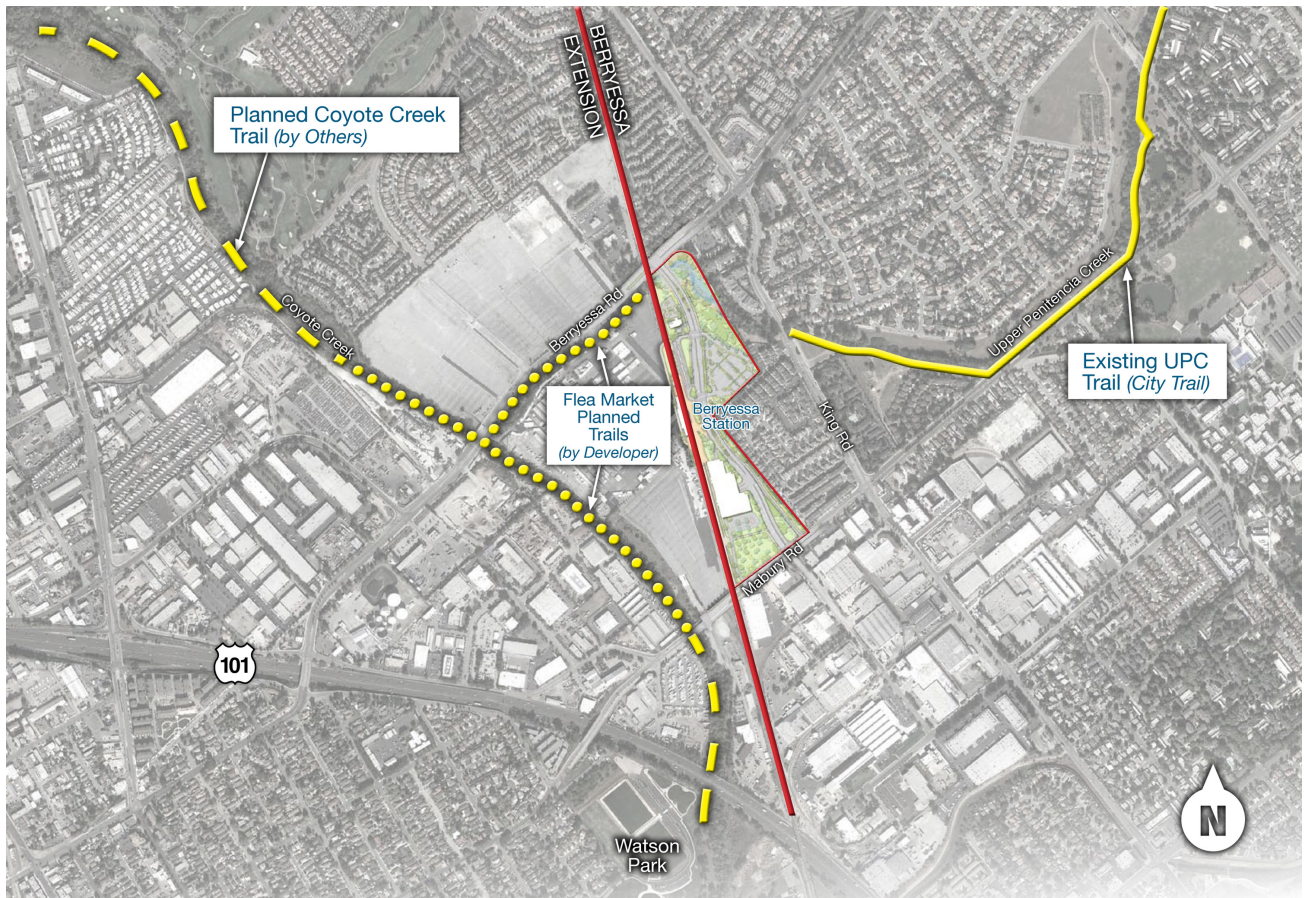 BERRYESSA
EXTENSION
Planned Coyote Creek
Trail (by Others)
Coyote Creek
Berryessa Rd
Upper Penitencia Creek
Existing UPC
Trail (City Trail)
Flea Market
Planned
Trails
(by Developer)
Berryessa
Station
King Rd
Mabury Rd
101
Watson
Park
N